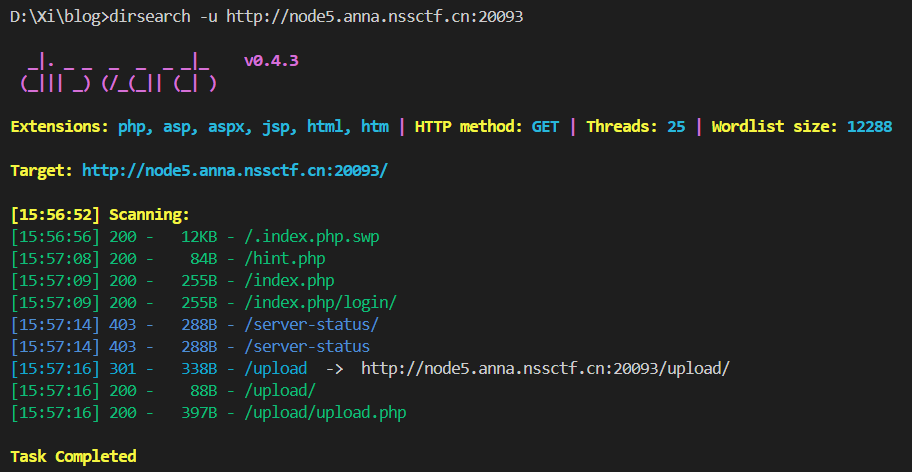 D:\Xi\blog>dirsearch -u http://node5.anna.nssctf.cn:20093
  _|. _ _  _  _  _ _|_    v0.4.3
 (_||| _) (/_(_|| (_| )
Extensions: php, asp, aspx, jsp, html, htm | HTTP method: GET | Threads: 25 | Wordlist size: 12288
Target: http://node5.anna.nssctf.cn:20093/
[15:56:52] Scanning:
[15:56:56] 200 -   12KB - /.index.php.swp
[15:57:08] 200 -    84B - /hint.php
[15:57:09] 200 -   255B - /index.php
[15:57:09] 200 -   255B - /index.php/login/
[15:57:14] 403 -   288B - /server-status/
[15:57:14] 403 -   288B - /server-status
[15:57:16] 301 -   338B - /upload  ->  http://node5.anna.nssctf.cn:20093/upload/
[15:57:16] 200 -    88B - /upload/
[15:57:16] 200 -   397B - /upload/upload.php
Task Completed